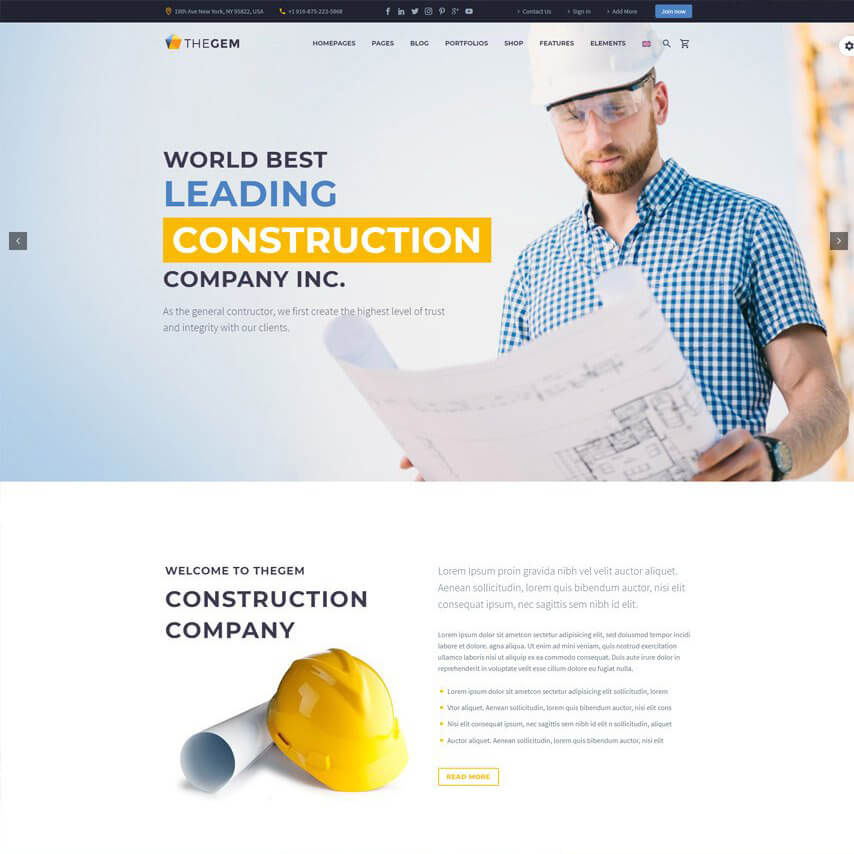 16th Ave New York, NY 95822, USA +1 916-875-223-5968 Contact Us Sign In Add More Join now
THEGEM HOMEPAGES PAGES BLOG PORTFOLIOS SHOP FEATURES ELEMENTS
WORLD BEST
LEADING
CONSTRUCTION
COMPANY INC.
As the general contructor, we first create the highest level of trust
and integrity with our clients.
WELCOME TO THEGEM
CONSTRUCTION
COMPANY
Lorem Ipsum proin gravida nibh vel velit auctor aliquet.
Aenean sollicitudin, lorem quis bibendum auctor, nisi elit
consequat ipsum, nec sagittis sem nibh id elit.
Lorem ipsum dolor sit ametcon sectetur adipisicing elit, sed doiusmod tempor incidi
labore et dolore. agna aliqua. Ut enim ad mini veniam, quis nostrud exercitation
ullamco laboris nisi ut aliquip ex ea commodo consequat. Duis aute irure dolor in
reprehenderit in voluptate velit esse cillum dolore eu fugiat nulla.
Lorem ipsum dolor sit ametcon sectetur adipisicing elit sollicitudin, lorem
Vtor aliquet. Aenean sollicitudin, lorem quis bibendum auctor, nisi elit cons
Nisi elit consequat ipsum, nec sagittis sem nibh id elit n sollicitudin, aliquet
Auctor aliquet. Aenean sollicitudin, lorem quis bibendum auctor, nisi elit
READ MORE